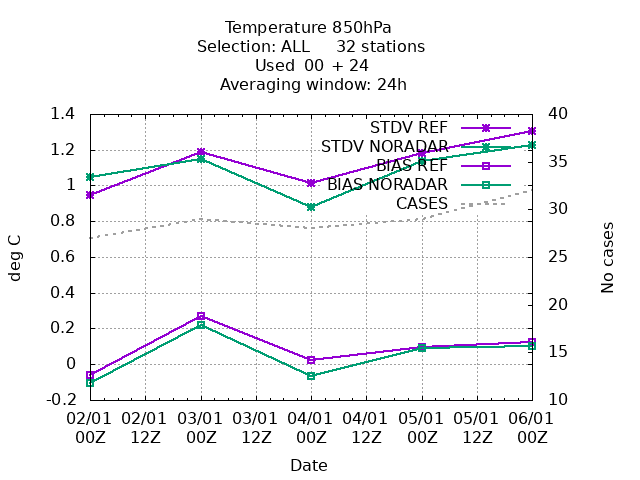 Temperature 850hPa
Selection: ALL     32 stations
Used  00 + 24
Averaging window: 24h
1.4
1.2
1
0.8
0.6
0.4
0.2
0
-0.2
deg C
40
35
30
25
20
15
10
No cases
STDV REF
STDV NORADAR
BIAS REF
BIAS NORADAR
CASES
02/01 02/01 03/01 03/01 04/01 04/01 05/01 05/01 06/01
00Z 12Z 00Z 12Z 00Z 12Z 00Z 12Z 00Z
Date